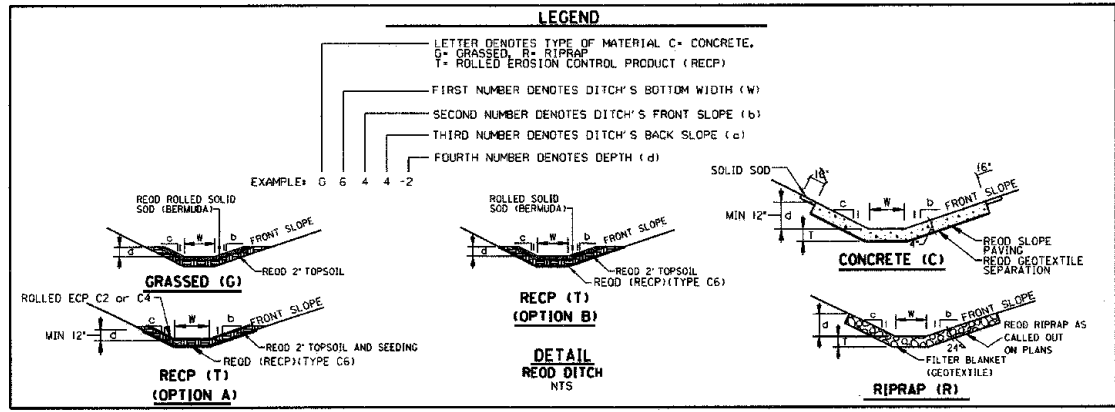 LEGEND
LETTER DENOTES TYPE OF MATERIAL C= CONCRETE,
G= GRASSED, R= RIPRAP
T= ROLLED EROSION CONTROL PRODUCT (RECP)
FIRST NUMBER DENOTES DITCH'S BOTTOM WIDTH (W)
SECOND NUMBER DENOTES DITCH'S FRONT SLOPE (b)
THIRD NUMBER DENOTES DITCH'S BACK SLOPE (c)
FOURTH NUMBER DENOTES DEPTH (d)
EXAMPLE: G 6 4 4 -2
REQD ROLLED SOLID
SOD (BERMUDA)
c W b FRONT SLOPE
d
REQD 2" TOPSOIL
GRASSED (G)
ROLLED SOLID
SOD (BERMUDA)
c W b FRONT SLOPE
d
REQD 2" TOPSOIL
REQD (RECP)(TYPE C6)
RECP (T)
(OPTION B)
SOLID SOD
16"
16"
c W b FRONT SLOPE
MIN 12" d
T
4"
REQD SLOPE
PAVING
REQD GEOTEXTILE
SEPARATION
CONCRETE (C)
ROLLED ECP C2 or C4
c W b FRONT SLOPE
MIN 12" d
REQD 2" TOPSOIL AND SEEDING
REQD (RECP)(TYPE C6)
RECP (T)
(OPTION A)
DETAIL
REQD DITCH
NTS
c W b FRONT SLOPE
d
T
24"
REQD RIPRAP AS
CALLED OUT
ON PLANS
FILTER BLANKET
(GEOTEXTILE)
RIPRAP (R)